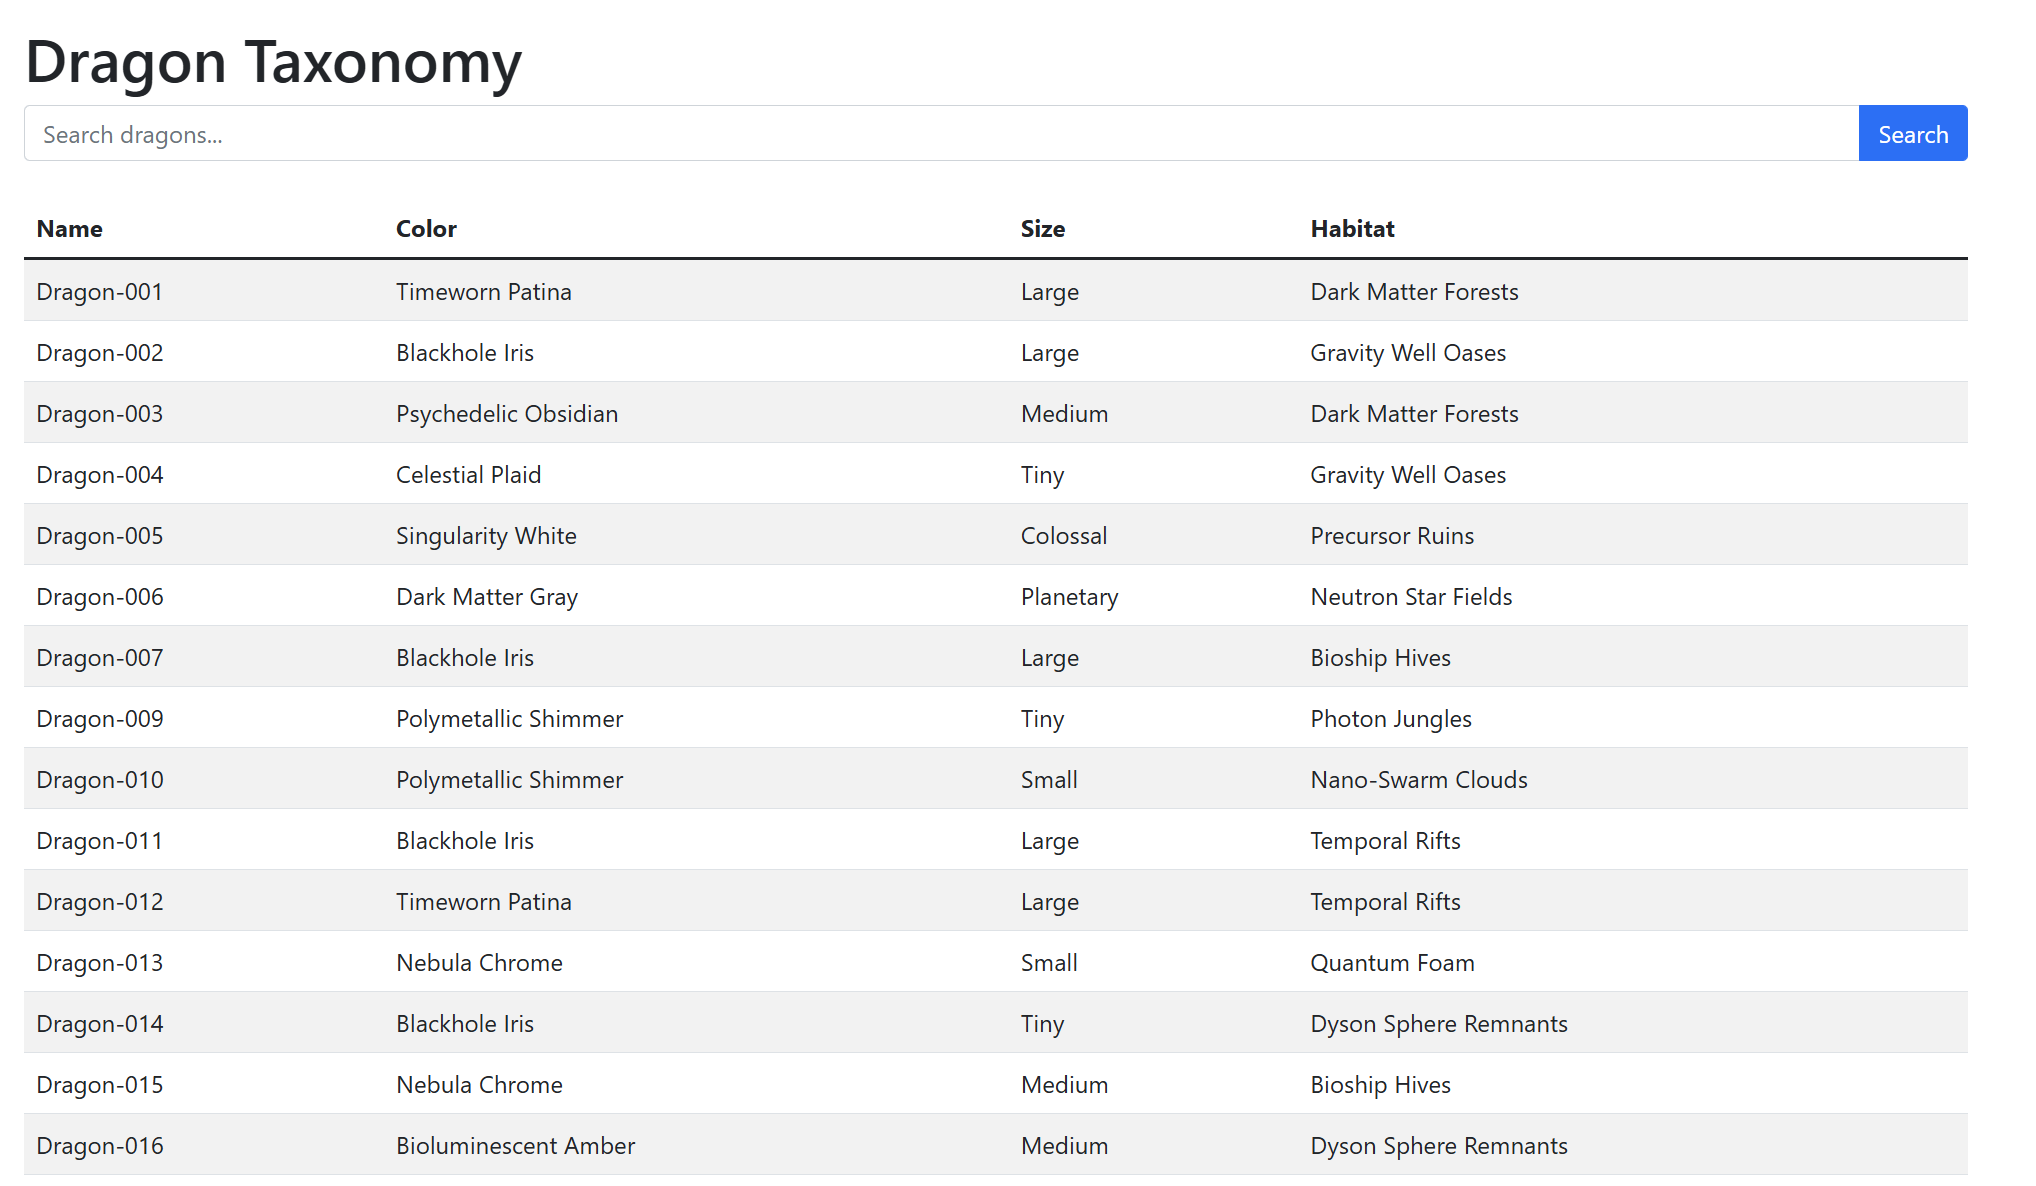 Dragon Taxonomy
Search dragons... Search
Name Color Size Habitat
Dragon-001 Timeworn Patina Large Dark Matter Forests
Dragon-002 Blackhole Iris Large Gravity Well Oases
Dragon-003 Psychedelic Obsidian Medium Dark Matter Forests
Dragon-004 Celestial Plaid Tiny Gravity Well Oases
Dragon-005 Singularity White Colossal Precursor Ruins
Dragon-006 Dark Matter Gray Planetary Neutron Star Fields
Dragon-007 Blackhole Iris Large Bioship Hives
Dragon-009 Polymetallic Shimmer Tiny Photon Jungles
Dragon-010 Polymetallic Shimmer Small Nano-Swarm Clouds
Dragon-011 Blackhole Iris Large Temporal Rifts
Dragon-012 Timeworn Patina Large Temporal Rifts
Dragon-013 Nebula Chrome Small Quantum Foam
Dragon-014 Blackhole Iris Tiny Dyson Sphere Remnants
Dragon-015 Nebula Chrome Medium Bioship Hives
Dragon-016 Bioluminescent Amber Medium Dyson Sphere Remnants